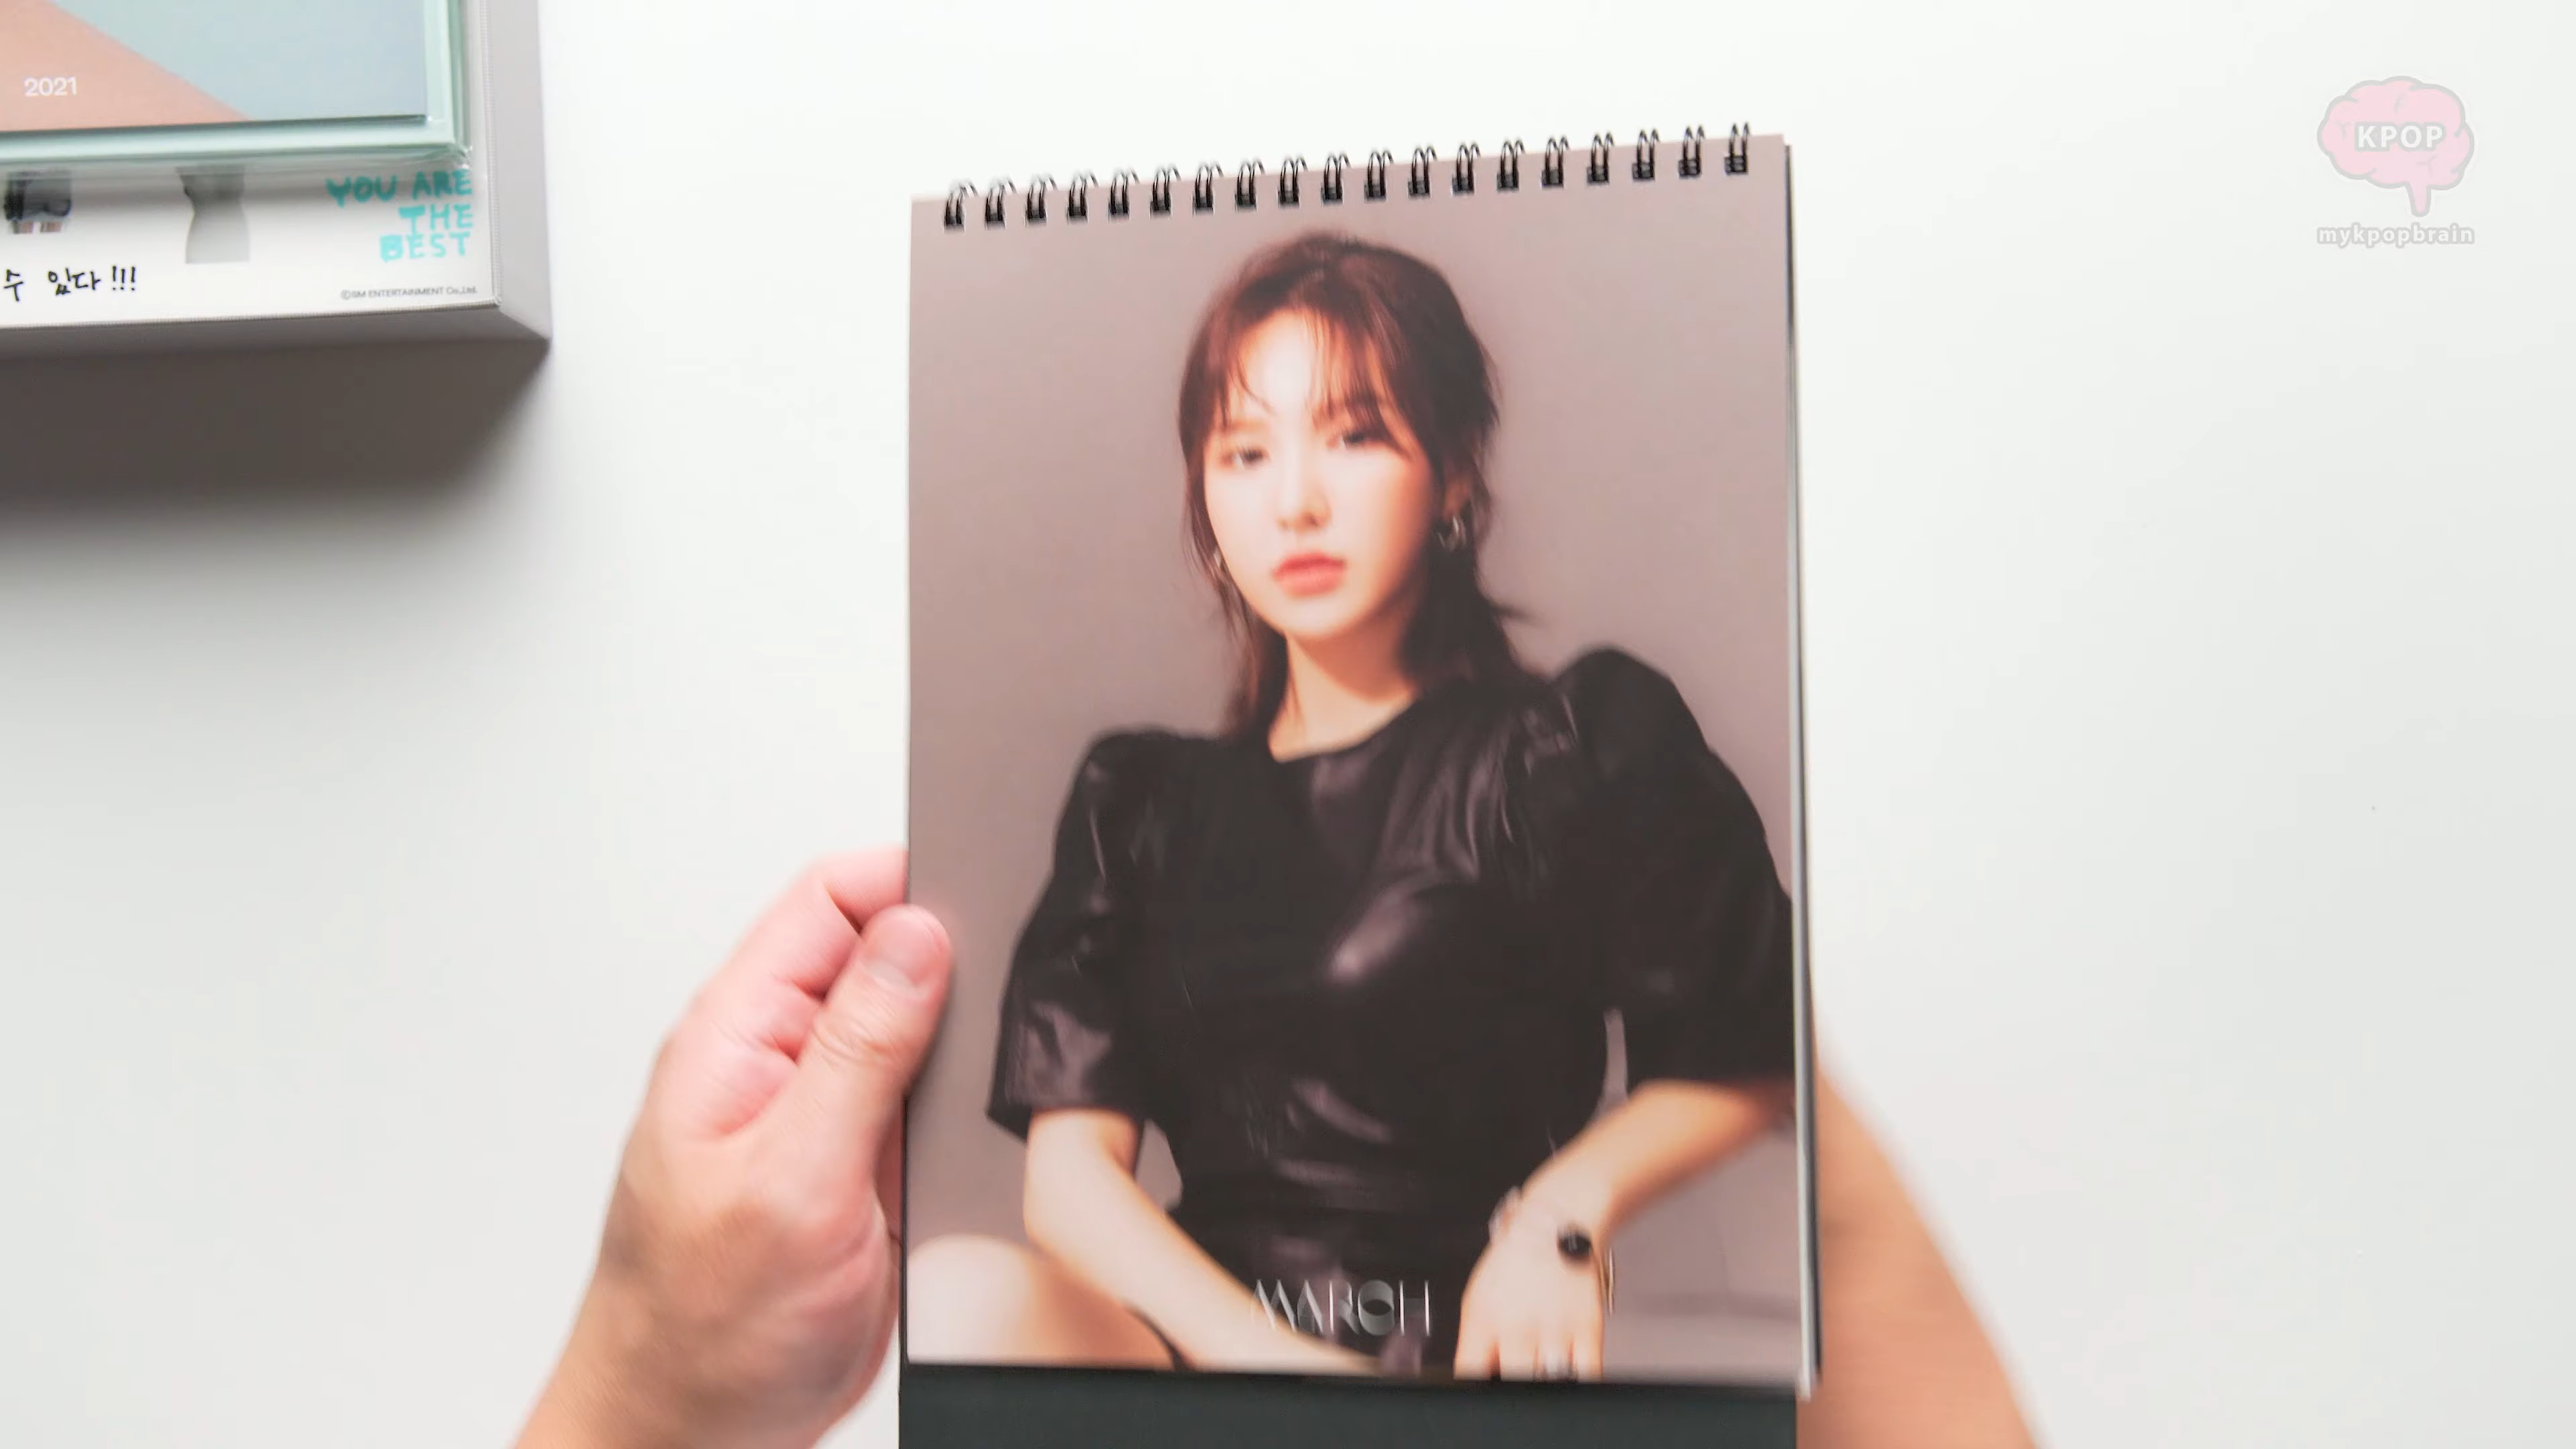 2021
YOU ARE
THE
BEST
수 있다!!!
©SM ENTERTAINMENT Co.,Ltd.
KPOP
mykpopbrain
MARCH